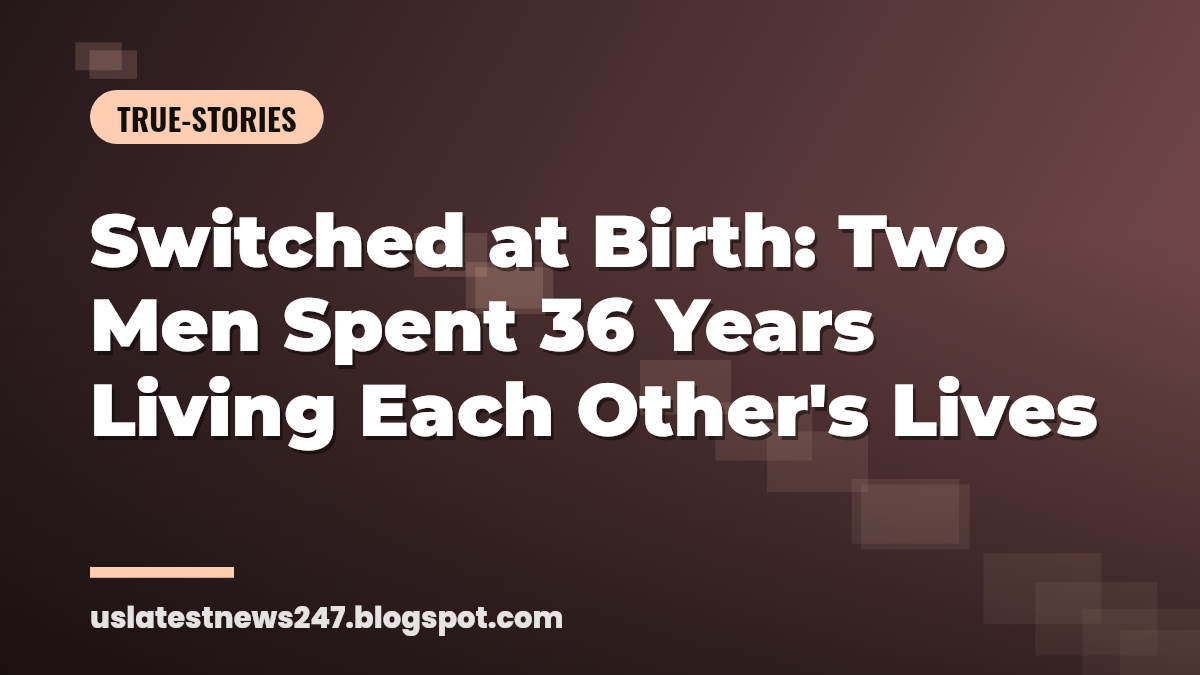 TRUE-STORIES
Switched at Birth: Two
Men Spent 36 Years
Living Each Other's Lives
uslatestnews247.blogspot.com